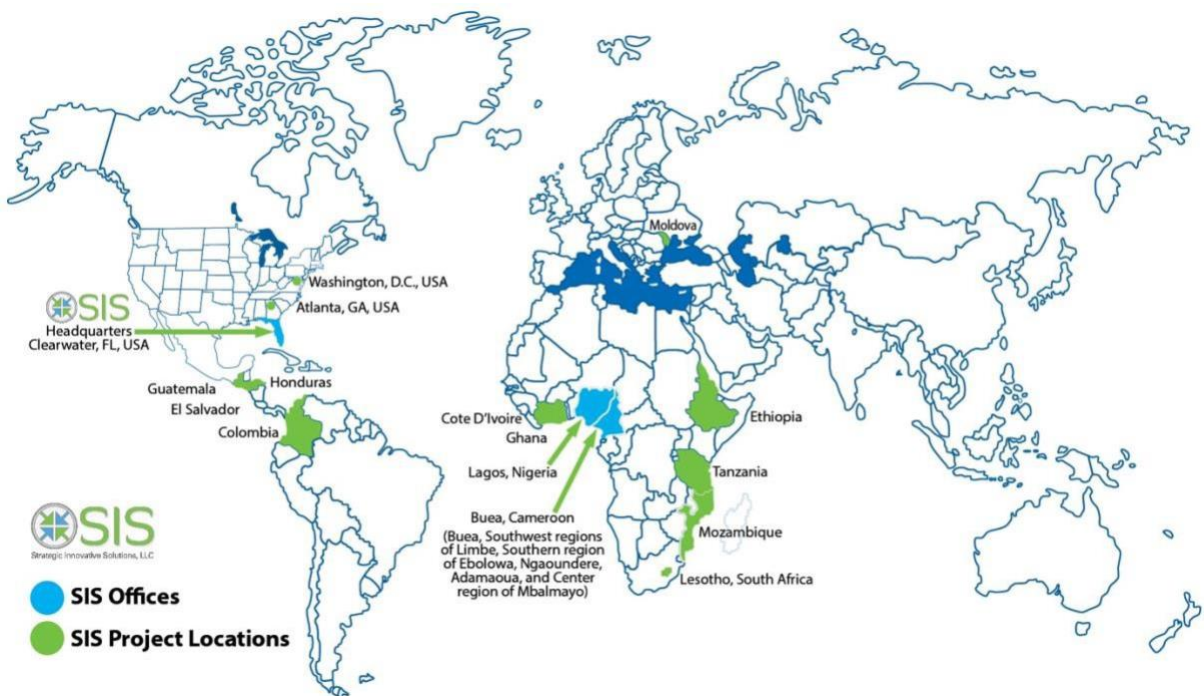 Moldova
Washington, D.C., USA
Atlanta, GA, USA
SIS
Headquarters
Clearwater, FL, USA
Guatemala
Honduras
El Salvador
Colombia
Cote D'Ivoire
Ghana
Ethiopia
Lagos, Nigeria
Tanzania
Buea, Cameroon
(Buea, Southwest regions
of Limbe, Southern region
of Ebolowa, Ngaoundere,
Adamaoua, and Center
region of Mbalmayo)
Mozambique
Lesotho, South Africa
SIS
Strategic Innovative Solutions, LLC
SIS Offices
SIS Project Locations